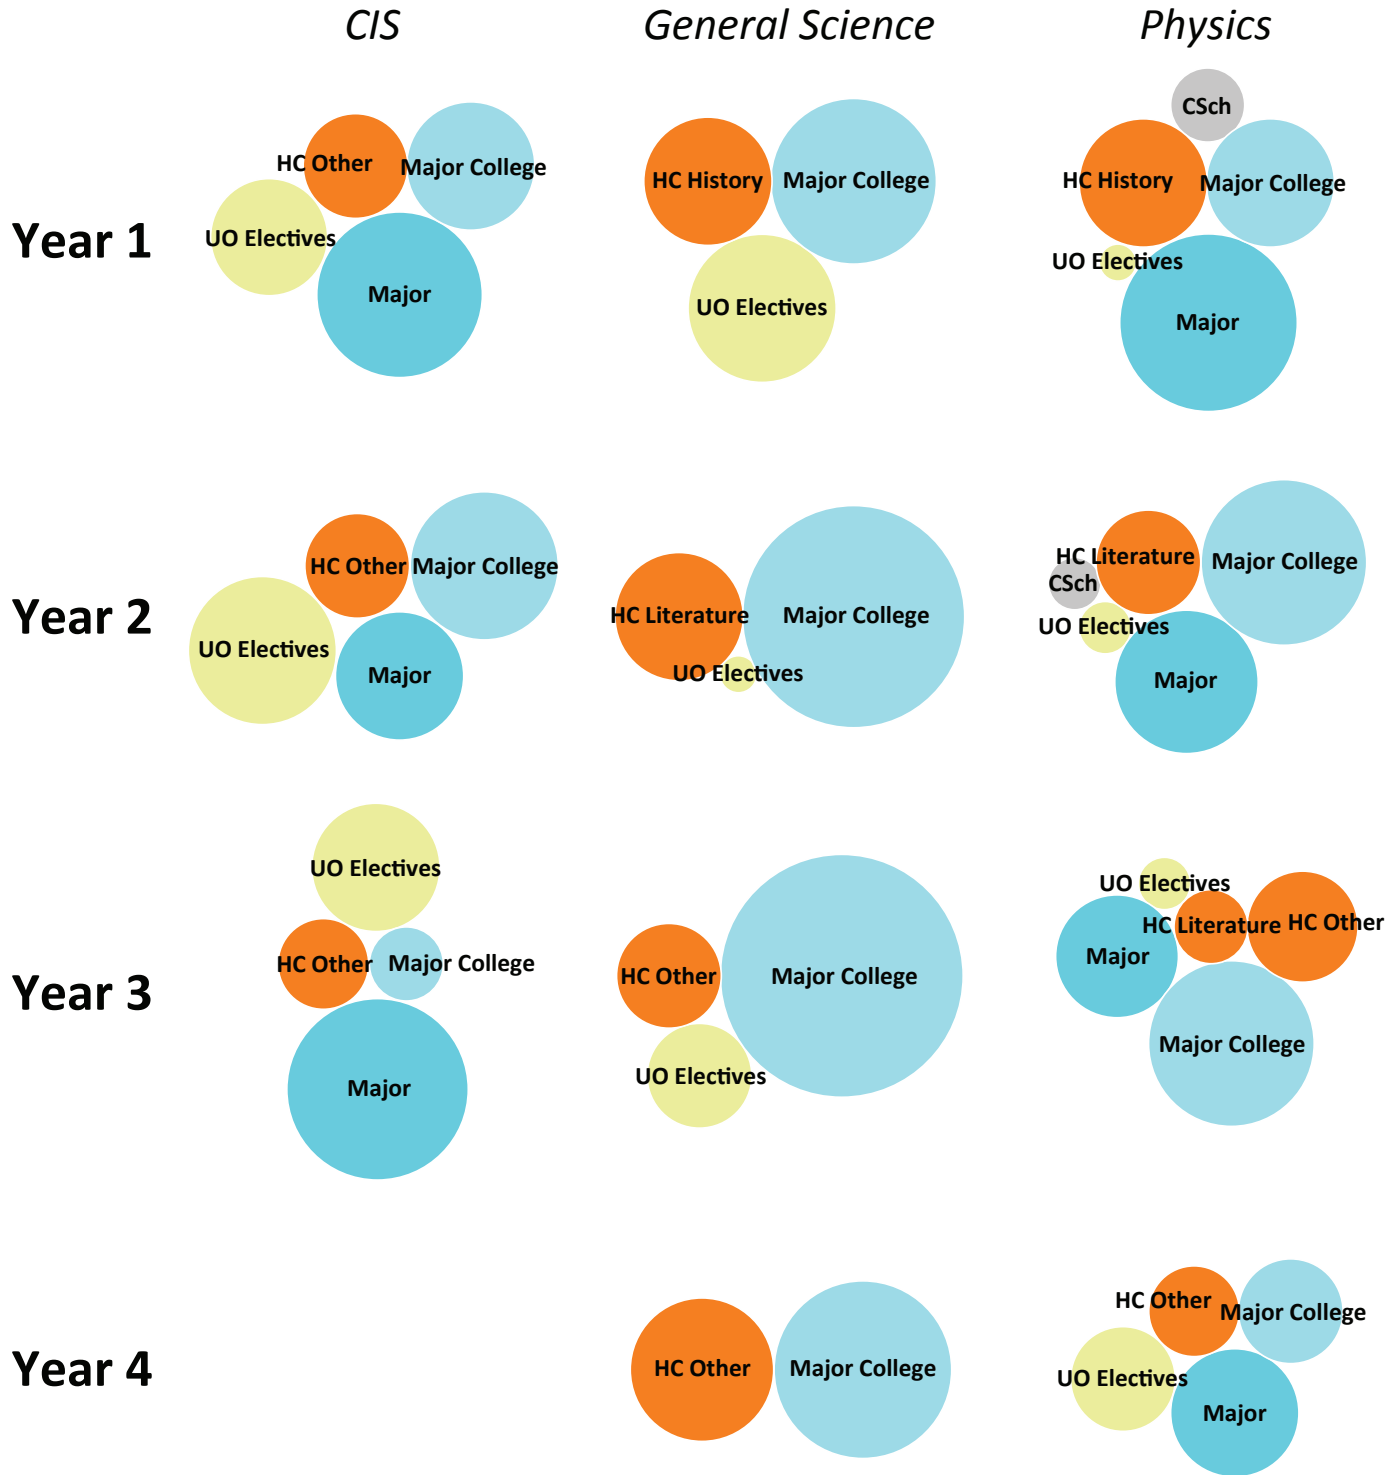 CIS
General Science
Physics
Year 1
HC Other
Major College
UO Electives
Major
HC History
Major College
UO Electives
CSch
HC History
Major College
UO Electives
Major
Year 2
HC Other
Major College
UO Electives
Major
HC Literature
Major College
UO Electives
HC Literature
Major College
CSch
UO Electives
Major
Year 3
UO Electives
HC Other
Major College
Major
HC Other
Major College
UO Electives
UO Electives
HC Literature
HC Other
Major
Major College
Year 4
HC Other
Major College
HC Other
Major College
UO Electives
Major